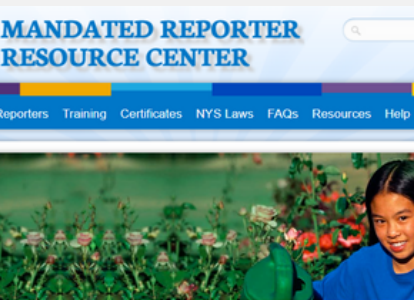 MANDATED REPORTER
RESOURCE CENTER
Reporters Training Certificates NYS Laws FAQs Resources Help